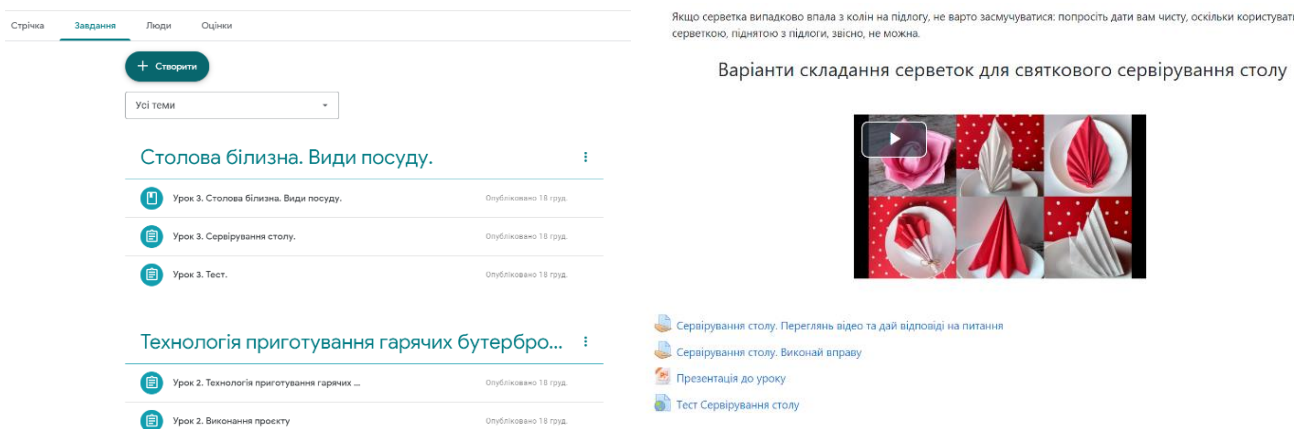 Стрічка Завдання Люди Оцінки
+ Створити
Усі теми
Столова білизна. Види посуду.
Урок 3. Столова білизна. Види посуду. Опубліковано 18 груд.
Урок 3. Сервірування столу. Опубліковано 18 груд.
Урок 3. Тест. Опубліковано 18 груд.
Технологія приготування гарячих бутербро...
Урок 2. Технологія приготування гарячих ... Опубліковано 18 груд.
Урок 2. Виконання проєкту Опубліковано 18 груд.
Якщо серветка випадково впала з колін на підлогу, не варто засмучуватися: попросіть дати вам чисту, оскільки користуват
серветкою, піднятою з підлоги, звісно, не можна.
Варіанти складання серветок для святкового сервірування столу
Сервірування столу. Переглянь відео та дай відповіді на питання
Сервірування столу. Виконай вправу
Презентація до уроку
Тест Сервірування столу